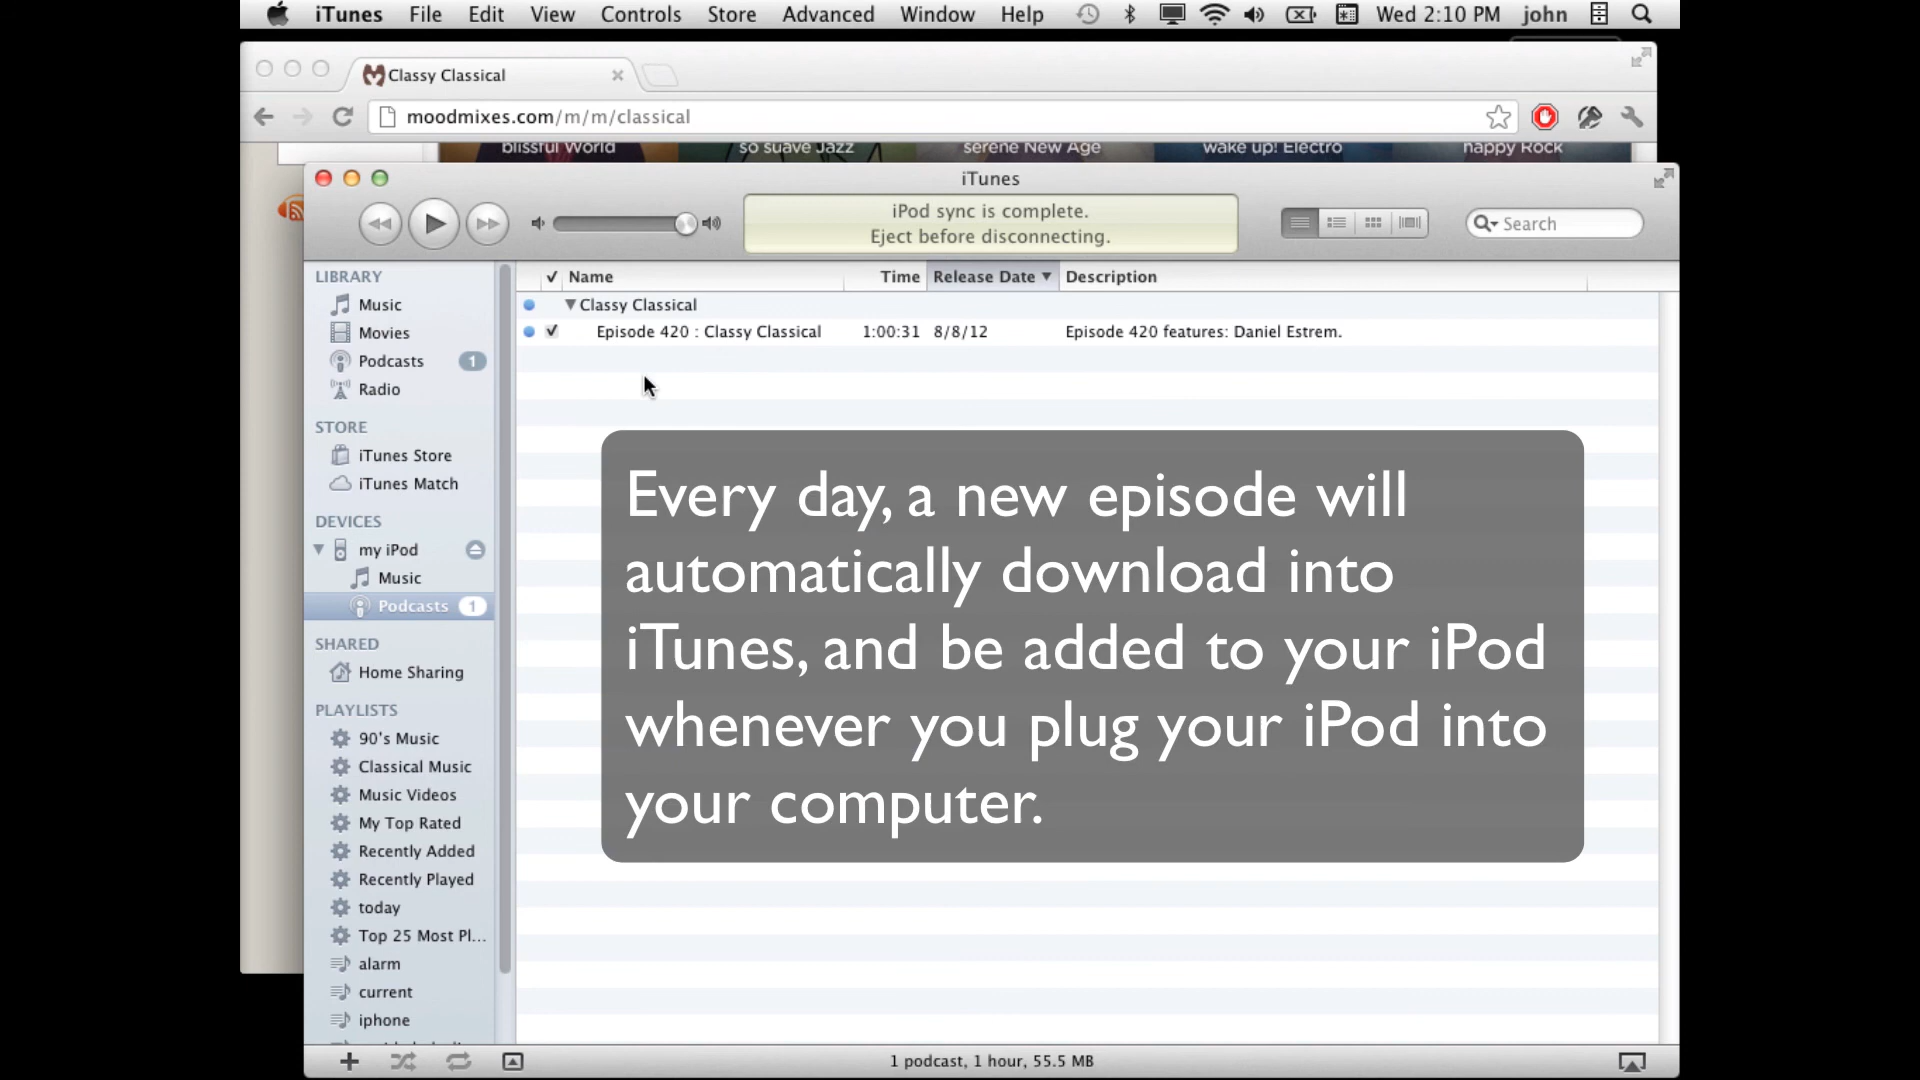 iTunes File Edit View Controls Store Advanced Window Help Wed 2:10 PM john
Classy Classical
moodmixes.com/m/m/classical
blissful World so suave Jazz serene New Age wake up! Electro happy Rock
iTunes
iPod sync is complete.
Eject before disconnecting.
Search
LIBRARY
Music
Movies
Podcasts 1
Radio
STORE
iTunes Store
iTunes Match
DEVICES
my iPod
Music
Podcasts 1
SHARED
Home Sharing
PLAYLISTS
90's Music
Classical Music
Music Videos
My Top Rated
Recently Added
Recently Played
today
Top 25 Most Pl...
alarm
current
iphone
Name Time Release Date Description
Classy Classical
Episode 420 : Classy Classical 1:00:31 8/8/12 Episode 420 features: Daniel Estrem.
Every day, a new episode will
automatically download into
iTunes, and be added to your iPod
whenever you plug your iPod into
your computer.
1 podcast, 1 hour, 55.5 MB